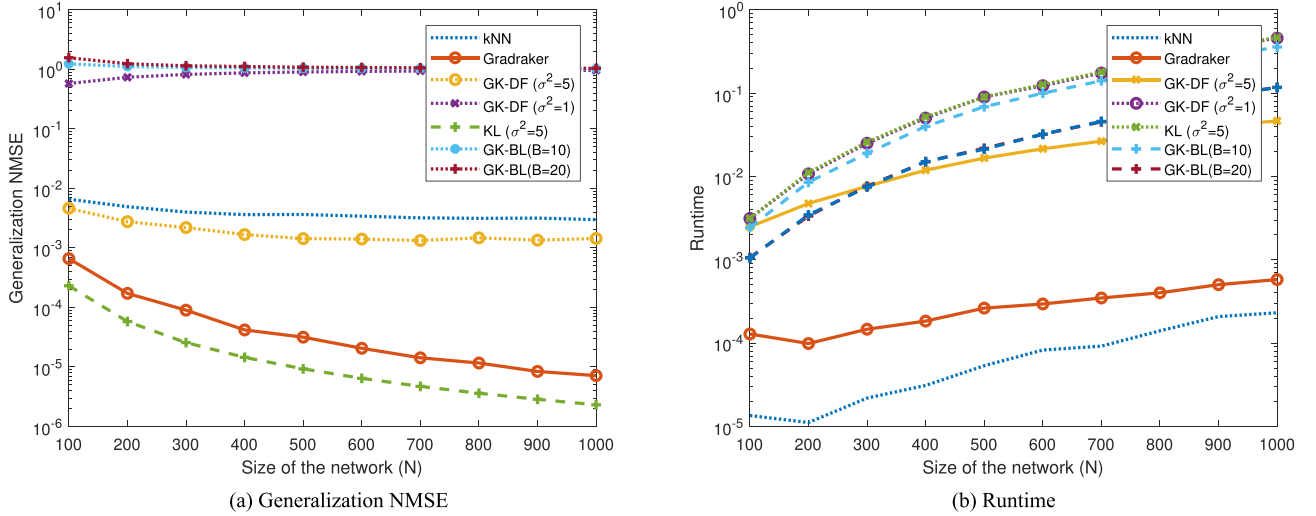 10^1
10^0
10^-1
10^-2
10^-3
10^-4
10^-5
10^-6
Generalization NMSE
100 200 300 400 500 600 700 800 900 1000
Size of the network (N)
kNN
Gradraker
GK-DF (σ^2=5)
GK-DF (σ^2=1)
KL (σ^2=5)
GK-BL(B=10)
GK-BL(B=20)
(a) Generalization NMSE
10^0
10^-1
10^-2
10^-3
10^-4
10^-5
Runtime
100 200 300 400 500 600 700 800 900 1000
Size of the network (N)
kNN
Gradraker
GK-DF (σ^2=5)
GK-DF (σ^2=1)
KL (σ^2=5)
GK-BL(B=10)
GK-BL(B=20)
(b) Runtime